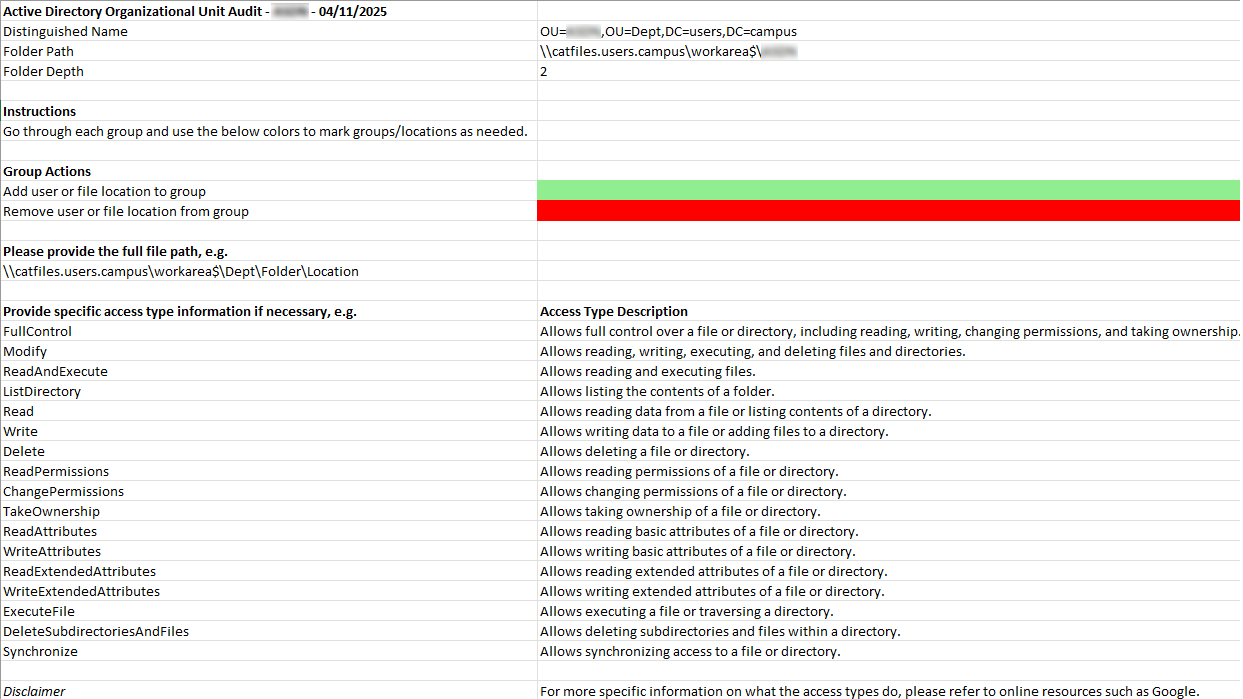 Active Directory Organizational Unit Audit - - 04/11/2025
Distinguished Name OU= ,OU=Dept,DC=users,DC=campus
Folder Path \\catfiles.users.campus\workarea$\
Folder Depth 2
Instructions
Go through each group and use the below colors to mark groups/locations as needed.
Group Actions
Add user or file location to group
Remove user or file location from group
Please provide the full file path, e.g.
\\catfiles.users.campus\workarea$\Dept\Folder\Location
Provide specific access type information if necessary, e.g. Access Type Description
FullControl Allows full control over a file or directory, including reading, writing, changing permissions, and taking ownership.
Modify Allows reading, writing, executing, and deleting files and directories.
ReadAndExecute Allows reading and executing files.
ListDirectory Allows listing the contents of a folder.
Read Allows reading data from a file or listing contents of a directory.
Write Allows writing data to a file or adding files to a directory.
Delete Allows deleting a file or directory.
ReadPermissions Allows reading permissions of a file or directory.
ChangePermissions Allows changing permissions of a file or directory.
TakeOwnership Allows taking ownership of a file or directory.
ReadAttributes Allows reading basic attributes of a file or directory.
WriteAttributes Allows writing basic attributes of a file or directory.
ReadExtendedAttributes Allows reading extended attributes of a file or directory.
WriteExtendedAttributes Allows writing extended attributes of a file or directory.
ExecuteFile Allows executing a file or traversing a directory.
DeleteSubdirectoriesAndFiles Allows deleting subdirectories and files within a directory.
Synchronize Allows synchronizing access to a file or directory.
Disclaimer For more specific information on what the access types do, please refer to online resources such as Google.